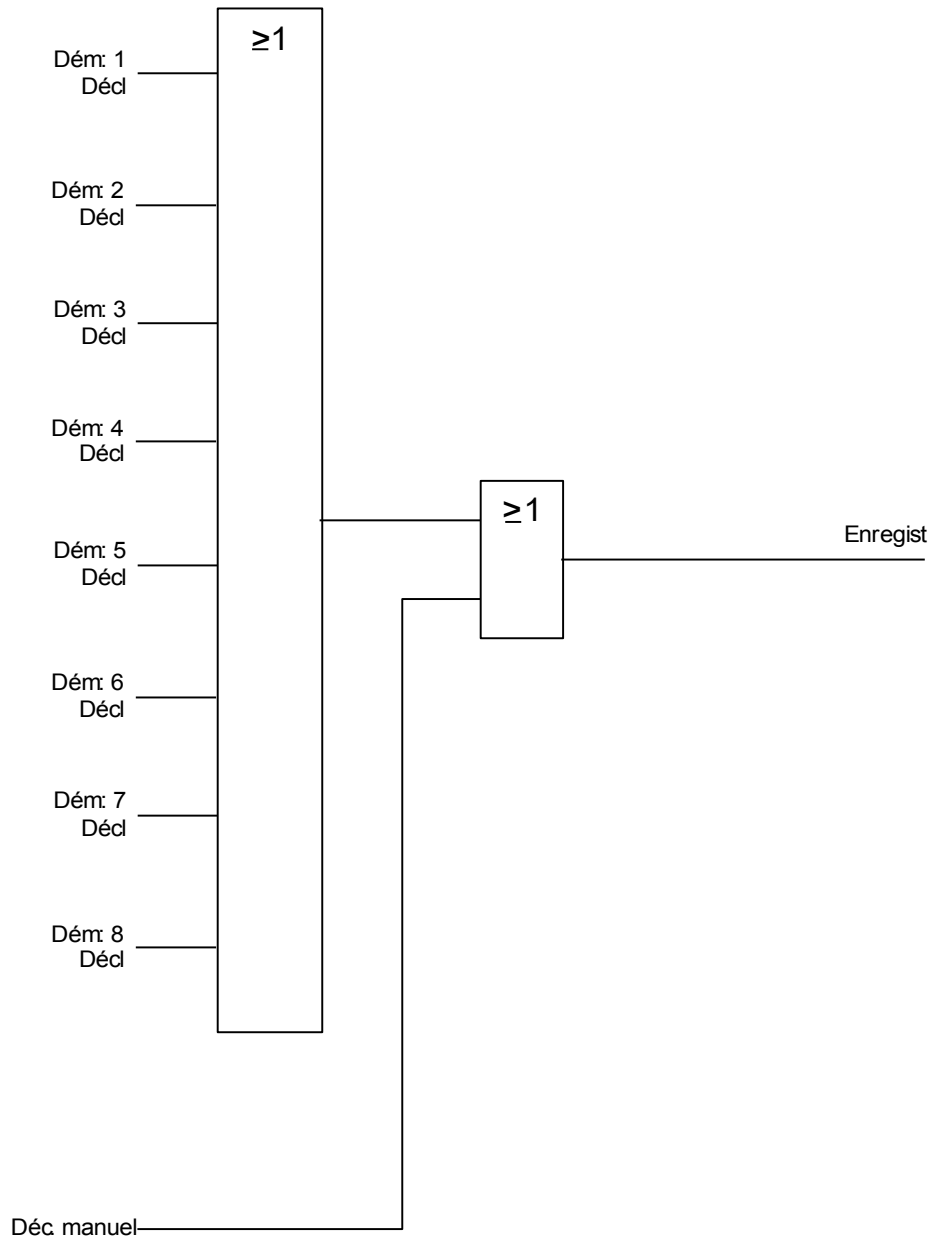 ≥1
Dém: 1
Décl
Dém: 2
Décl
Dém: 3
Décl
Dém: 4
Décl
≥1
Dém: 5
Décl
Enregist
Dém: 6
Décl
Dém: 7
Décl
Dém: 8
Décl
Déc. manuel